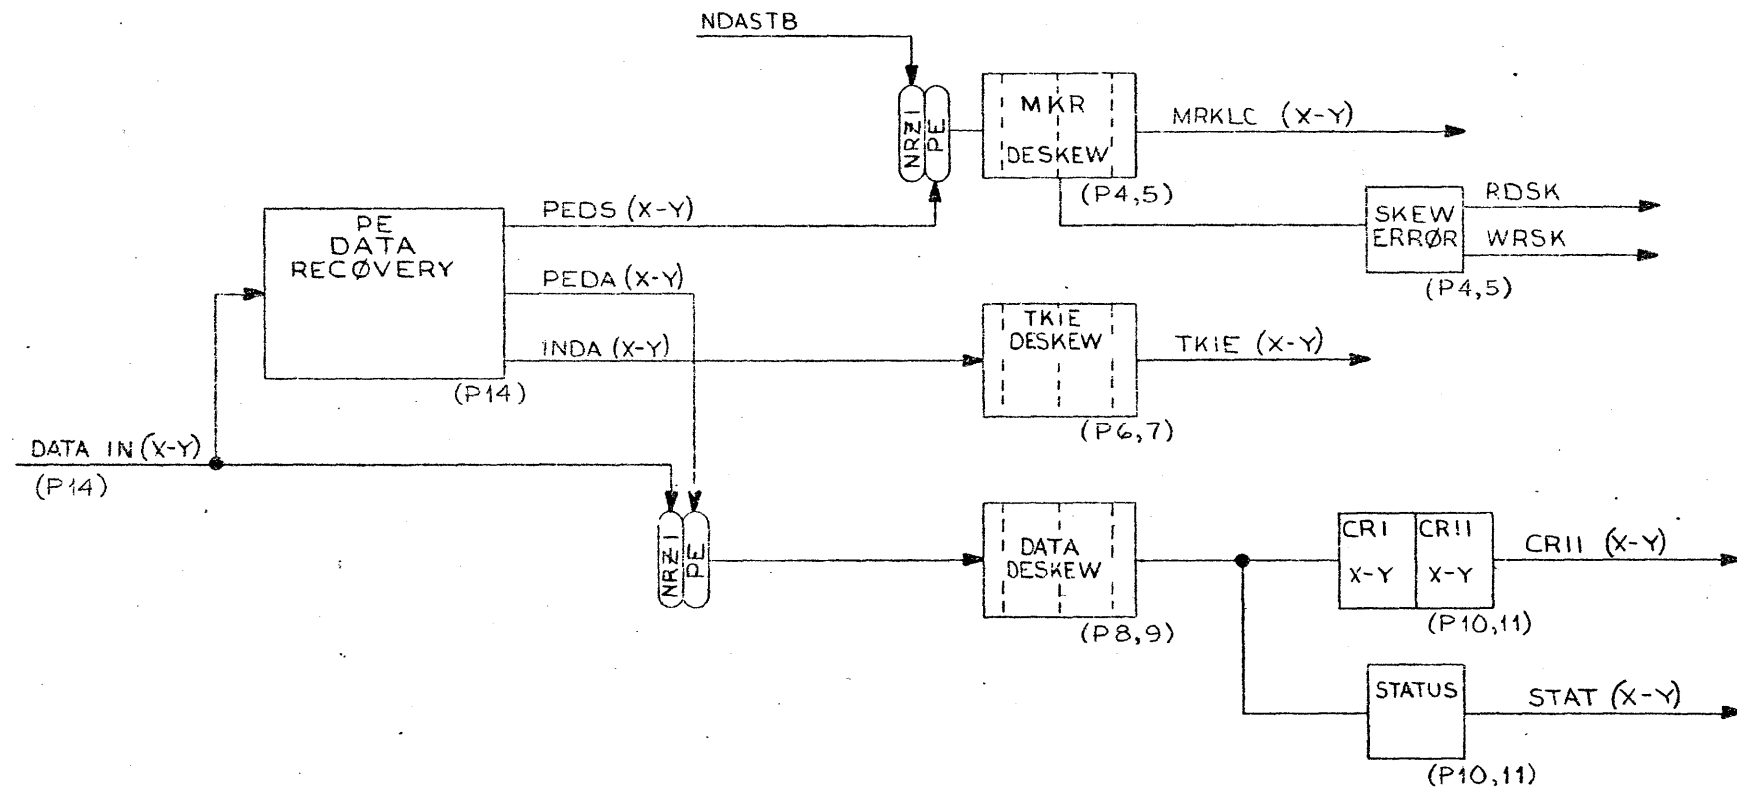 NDASTB
NRZI
PE
MKR
DESKEW
(P4,5)
MRKLC (X-Y)
SKEW
ERRØR
(P4,5)
RDSK
WRSK
PE
DATA
RECØVERY
(P14)
PEDS (X-Y)
PEDA (X-Y)
INDA (X-Y)
TKIE
DESKEW
(P6,7)
TKIE (X-Y)
DATA IN (X-Y)
(P14)
NRZI
PE
DATA
DESKEW
(P8,9)
CRI
X-Y
CRII
X-Y
(P10,11)
CRII (X-Y)
STATUS
(P10,11)
STAT (X-Y)